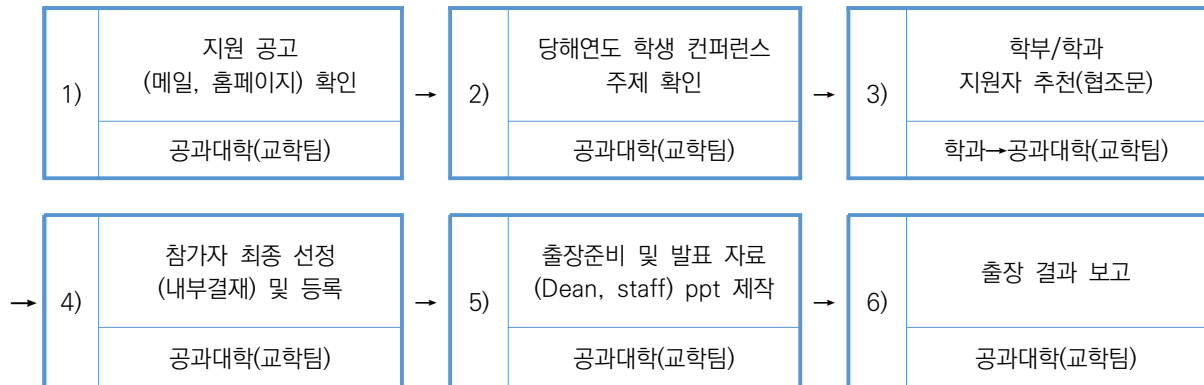 1)
지원 공고
(메일, 홈페이지) 확인
공과대학(교학팀)
→
2)
당해연도 학생 컨퍼런스
주제 확인
공과대학(교학팀)
→
3)
학부/학과
지원자 추천(협조문)
학과→공과대학(교학팀)
→
4)
참가자 최종 선정
(내부결재) 및 등록
공과대학(교학팀)
→
5)
출장준비 및 발표 자료
(Dean, staff) ppt 제작
공과대학(교학팀)
→
6)
출장 결과 보고
공과대학(교학팀)